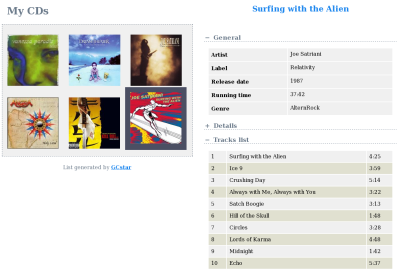 My CDs
List generated by GCstar
Surfing with the Alien
− General
Artist Joe Satriani
Label Relativity
Release date 1987
Running time 37:42
Genre AlternRock
+ Details
− Tracks list
1 Surfing with the Alien 4:25
2 Ice 9 3:59
3 Crushing Day 5:14
4 Always with Me, Always with You 3:22
5 Satch Boogie 3:13
6 Hill of the Skull 1:48
7 Circles 3:28
8 Lords of Karma 4:48
9 Midnight 1:42
10 Echo 5:37